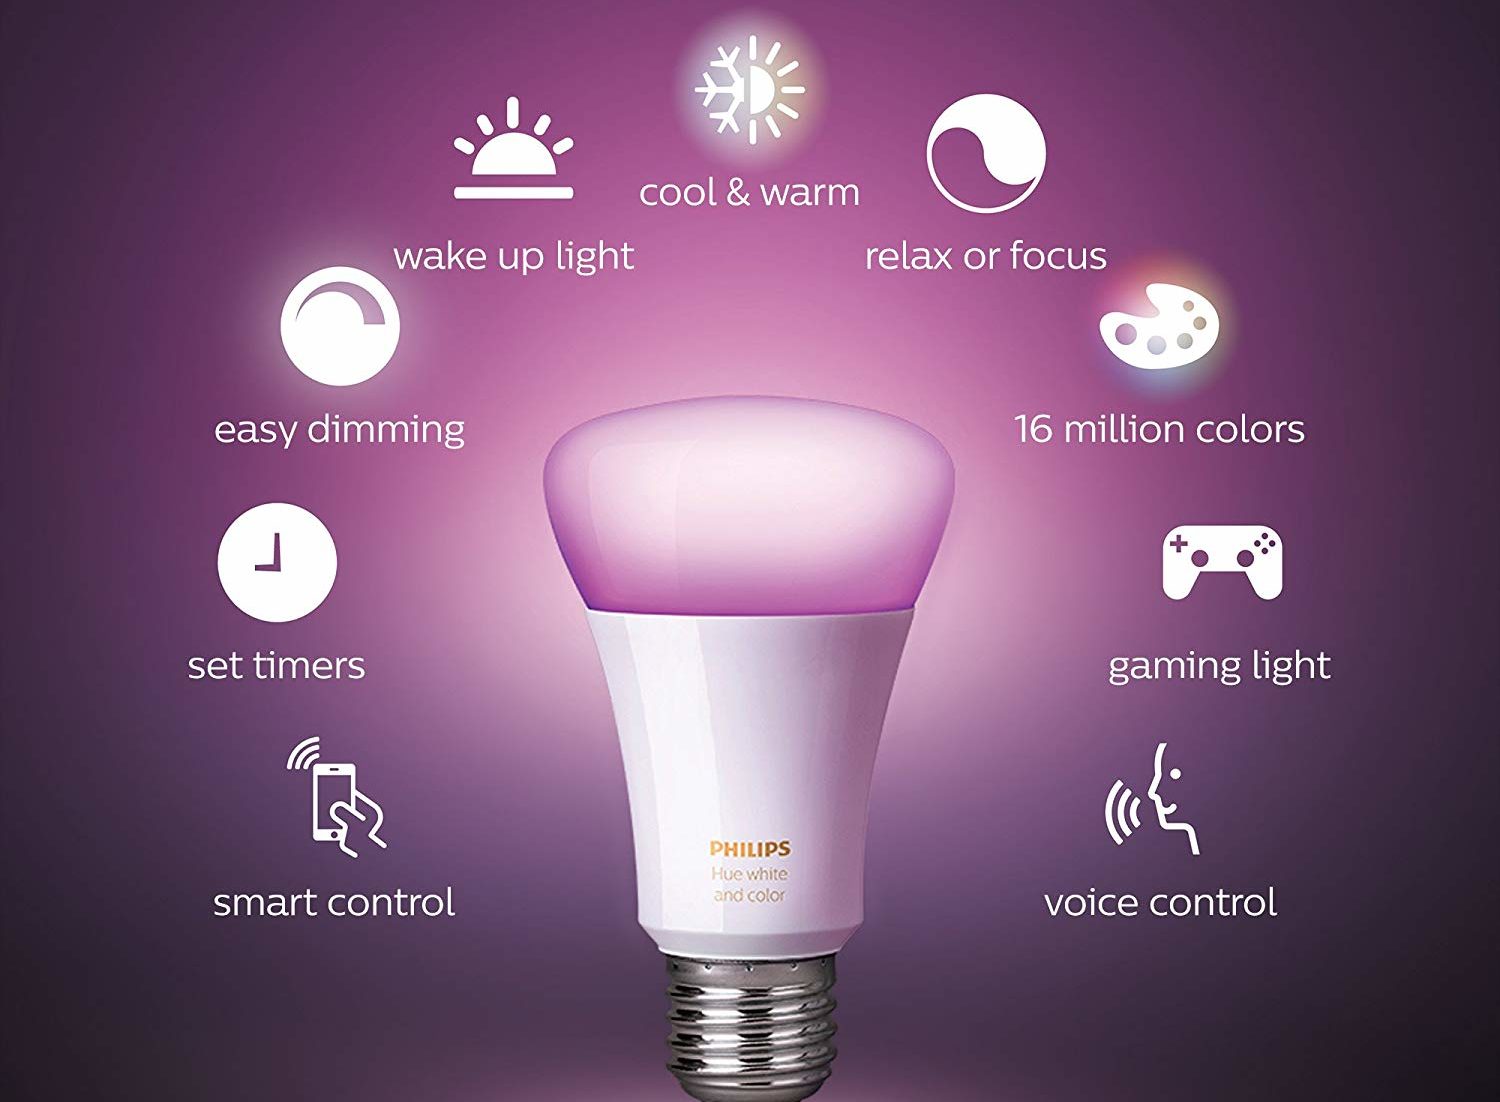 cool & warm
wake up light
relax or focus
easy dimming
16 million colors
set timers
gaming light
PHILIPS
Hue white
and color
smart control
voice control